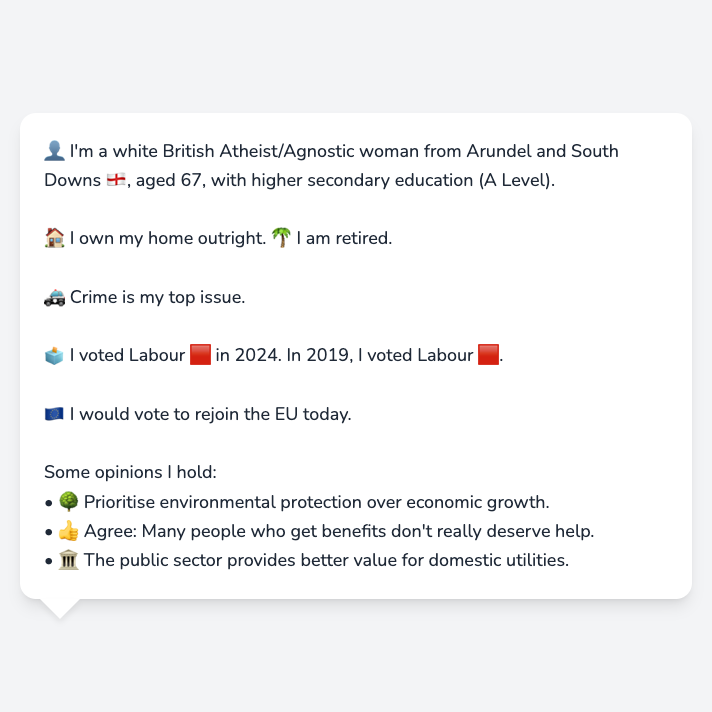 👤 I'm a white British Atheist/Agnostic woman from Arundel and South
Downs 🏴󠁧󠁢󠁥󠁮󠁧󠁿, aged 67, with higher secondary education (A Level).
🏠 I own my home outright. 🌴 I am retired.
🚓 Crime is my top issue.
🗳️ I voted Labour 🟥 in 2024. In 2019, I voted Labour 🟥.
🇪🇺 I would vote to rejoin the EU today.
Some opinions I hold:
• 🌳 Prioritise environmental protection over economic growth.
• 👍 Agree: Many people who get benefits don't really deserve help.
• 🏛️ The public sector provides better value for domestic utilities.